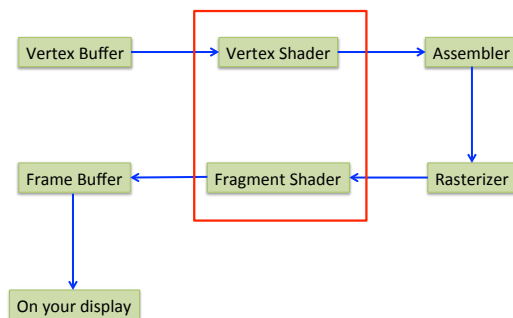 Vertex Buffer
Vertex Shader
Assembler
Frame Buffer
Fragment Shader
Rasterizer
On your display